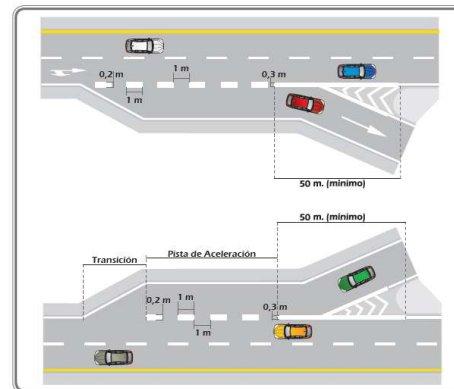 1 m
0,2 m
0,3 m
1 m
50 m. (mínimo)
50 m. (mínimo)
Transición
Pista de Aceleración
0,2 m
1 m
0,3 m
1 m